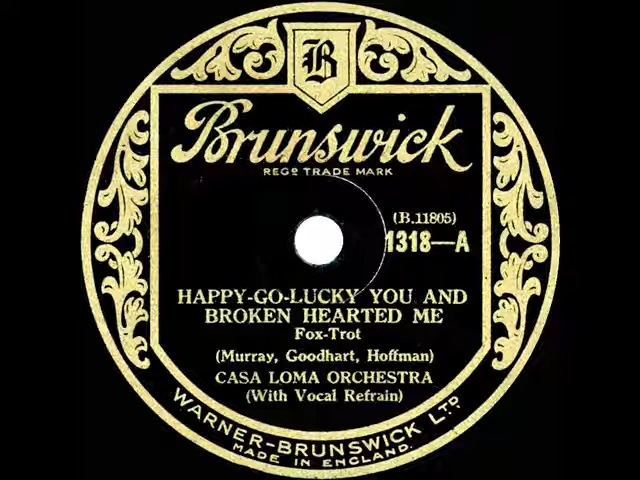 B
Brunswick
REGD TRADE MARK
(B.11805)
1318—A
HAPPY-GO-LUCKY YOU AND
BROKEN HEARTED ME
Fox-Trot
(Murray, Goodhart, Hoffman)
CASA LOMA ORCHESTRA
(With Vocal Refrain)
WARNER-BRUNSWICK LTD.
MADE IN ENGLAND.